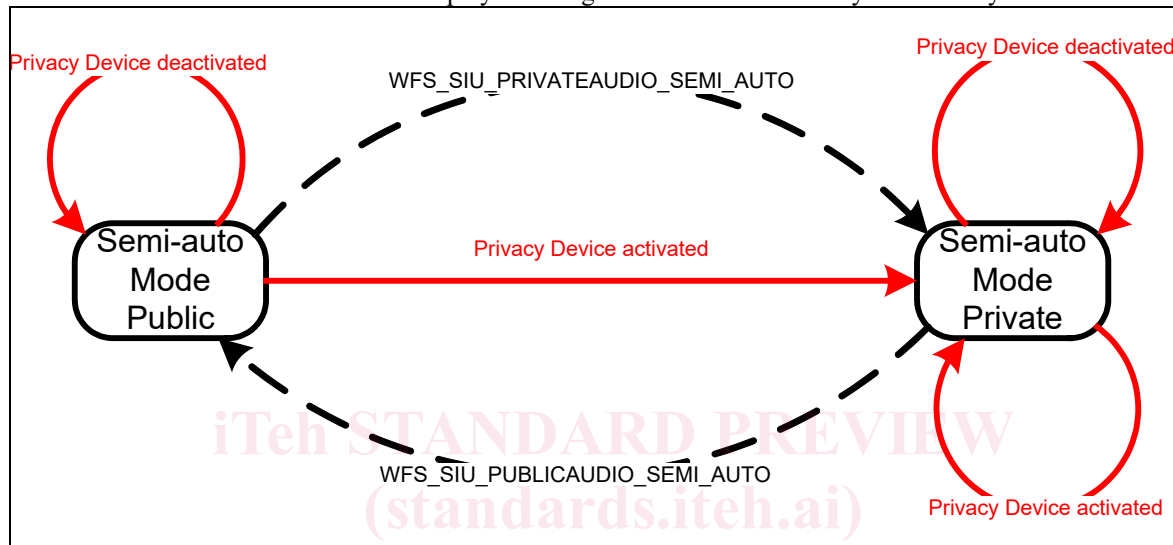 Privacy Device deactivated
Privacy Device deactivated
WFS_SIU_PRIVATEAUDIO_SEMI_AUTO
Semi-auto
Mode
Public
Privacy Device activated
Semi-auto
Mode
Private
iTeh STANDARD PREVIEW
WFS_SIU_PUBLICAUDIO_SEMI_AUTO
(standards.iteh.ai)
Privacy Device activated